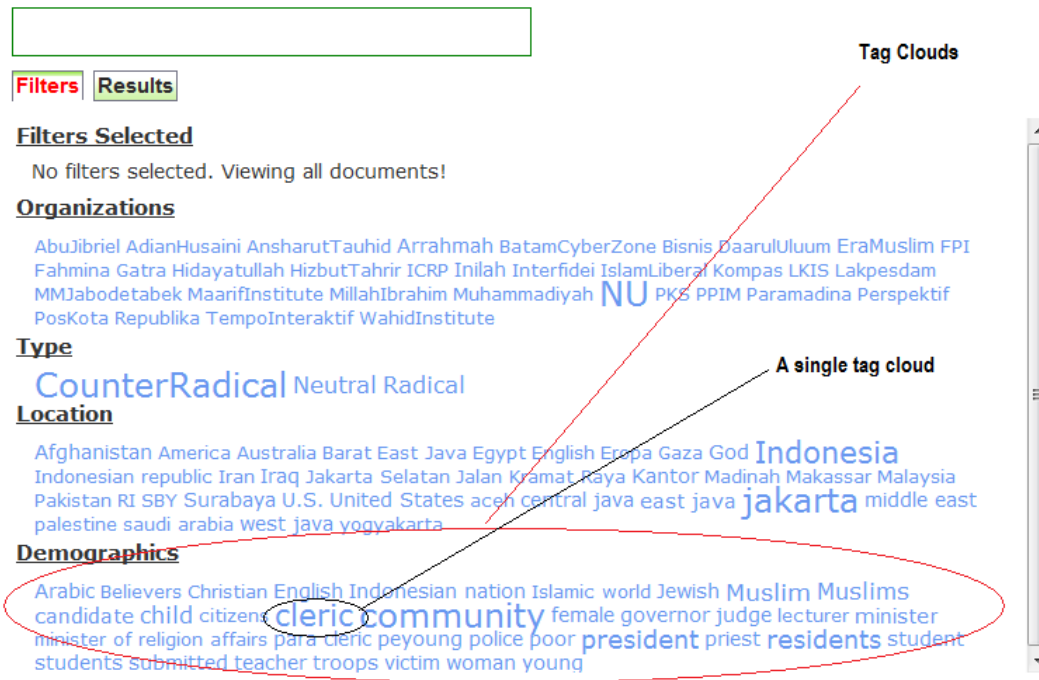 Tag Clouds
Filters Results
Filters Selected
No filters selected. Viewing all documents!
Organizations
AbuJibriel AdianHusaini AnsharutTauhid Arrahmah BatamCyberZone Bisnis DaarulUluum EraMuslim FPI
Fahmina Gatra Hidayatullah HizbutTahrir ICRP Inilah Interfidei IslamLiberal Kompas LKIS Lakpesdam
MMJabodetabek MaarifInstitute MillahIbrahim Muhammadiyah NU PKS PPIM Paramadina Perspektif
PosKota Republika TempoInteraktif WahidInstitute
Type
A single tag cloud
CounterRadical Neutral Radical
Location
Afghanistan America Australia Barat East Java Egypt English Eropa Gaza God Indonesia
Indonesian republic Iran Iraq Jakarta Selatan Jalan Kramat Raya Kantor Madinah Makassar Malaysia
Pakistan RI SBY Surabaya U.S. United States aceh central java east java jakarta middle east
palestine saudi arabia west java yogyakarta
Demographics
Arabic Believers Christian English Indonesian nation Islamic world Jewish Muslim Muslims
candidate child citizens cleric community female governor judge lecturer minister
minister of religion affairs para cleric peyoung police poor president priest residents student
students submitted teacher troops victim woman young